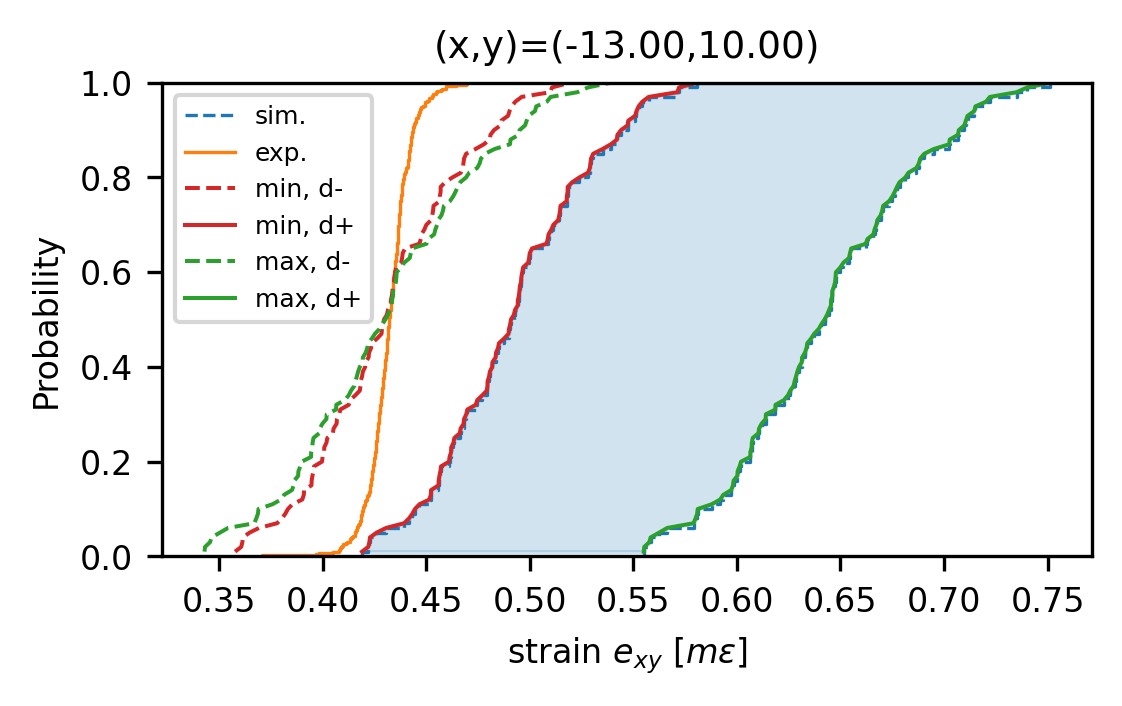 (x,y)=(-13.00,10.00)
1.0
0.8
0.6
0.4
0.2
0.0
Probability
sim.
exp.
min, d-
min, d+
max, d-
max, d+
0.35 0.40 0.45 0.50 0.55 0.60 0.65 0.70 0.75
strain e_{xy} [mε]